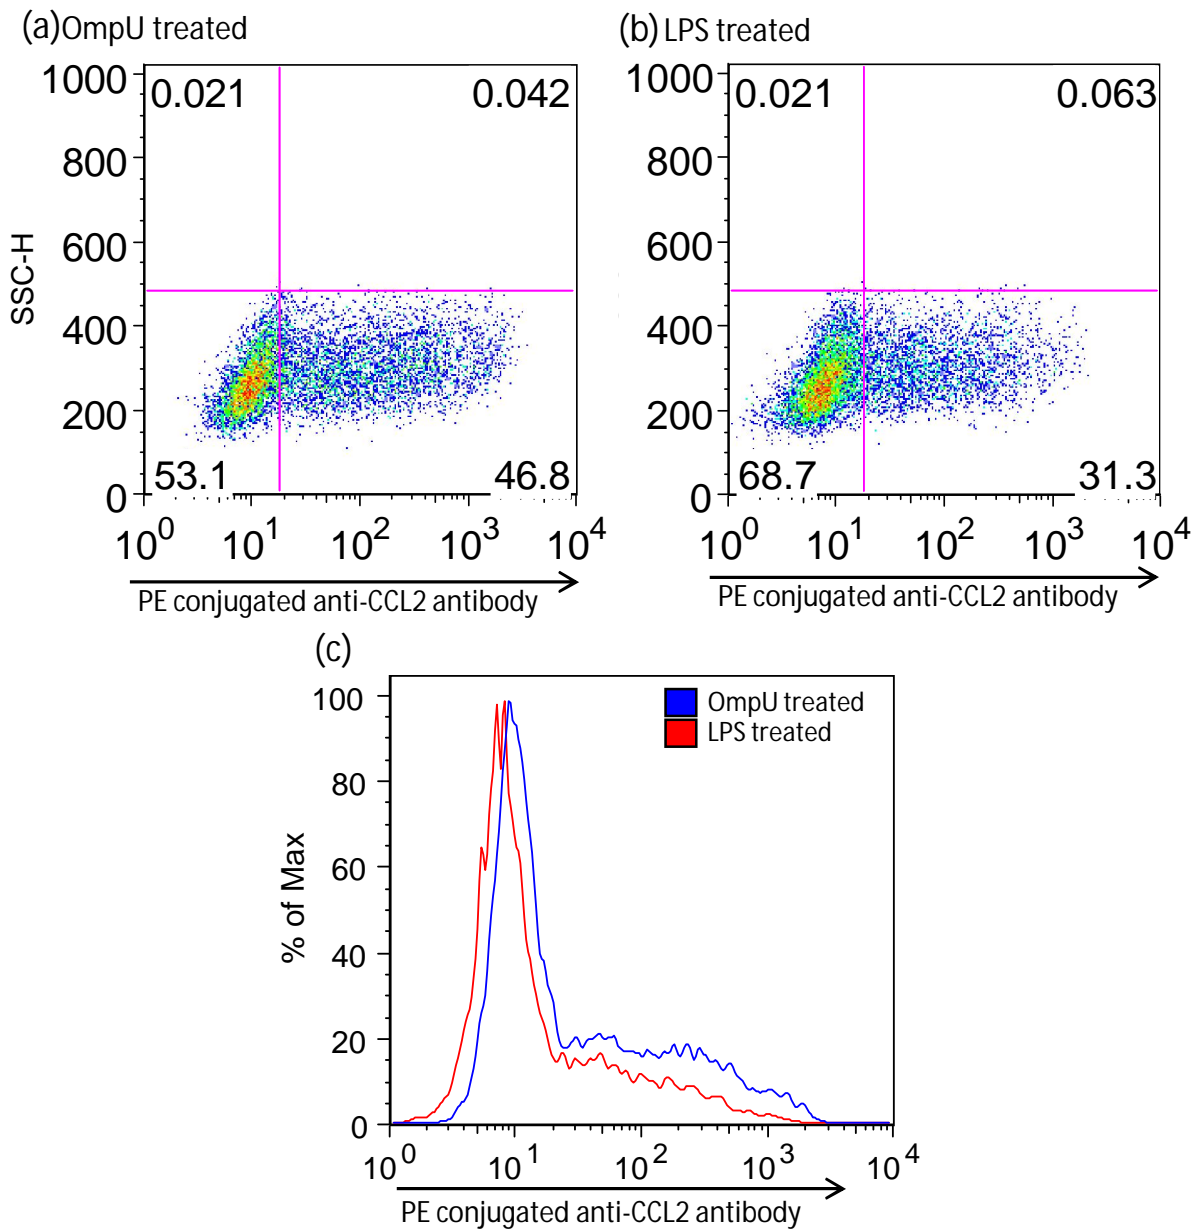 (a) OmpU treated
(b) LPS treated
1000
800
600
400
200
0
SSC-H
0.021
0.042
53.1
46.8
10^0 10^1 10^2 10^3 10^4
PE conjugated anti-CCL2 antibody
1000
800
600
400
200
0
0.021
0.063
68.7
31.3
10^0 10^1 10^2 10^3 10^4
PE conjugated anti-CCL2 antibody
(c)
100
80
60
40
20
0
% of Max
OmpU treated
LPS treated
10^0 10^1 10^2 10^3 10^4
PE conjugated anti-CCL2 antibody